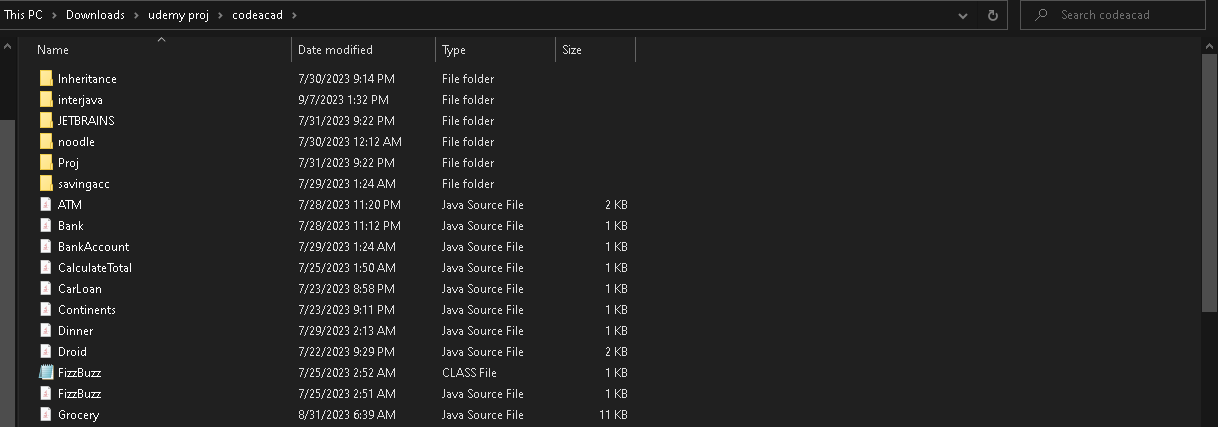 This PC > Downloads > udemy proj > codeacad >
Search codeacad
Name Date modified Type Size
Inheritance 7/30/2023 9:14 PM File folder
interjava 9/7/2023 1:32 PM File folder
JETBRAINS 7/31/2023 9:22 PM File folder
noodle 7/30/2023 12:12 AM File folder
Proj 7/31/2023 9:22 PM File folder
savingacc 7/29/2023 1:24 AM File folder
ATM 7/28/2023 11:20 PM Java Source File 2 KB
Bank 7/28/2023 11:12 PM Java Source File 1 KB
BankAccount 7/29/2023 1:24 AM Java Source File 1 KB
CalculateTotal 7/25/2023 1:50 AM Java Source File 1 KB
CarLoan 7/23/2023 8:58 PM Java Source File 1 KB
Continents 7/23/2023 9:11 PM Java Source File 1 KB
Dinner 7/29/2023 2:13 AM Java Source File 1 KB
Droid 7/22/2023 9:29 PM Java Source File 2 KB
FizzBuzz 7/25/2023 2:52 AM CLASS File 1 KB
FizzBuzz 7/25/2023 2:51 AM Java Source File 1 KB
Grocery 8/31/2023 6:39 AM Java Source File 11 KB